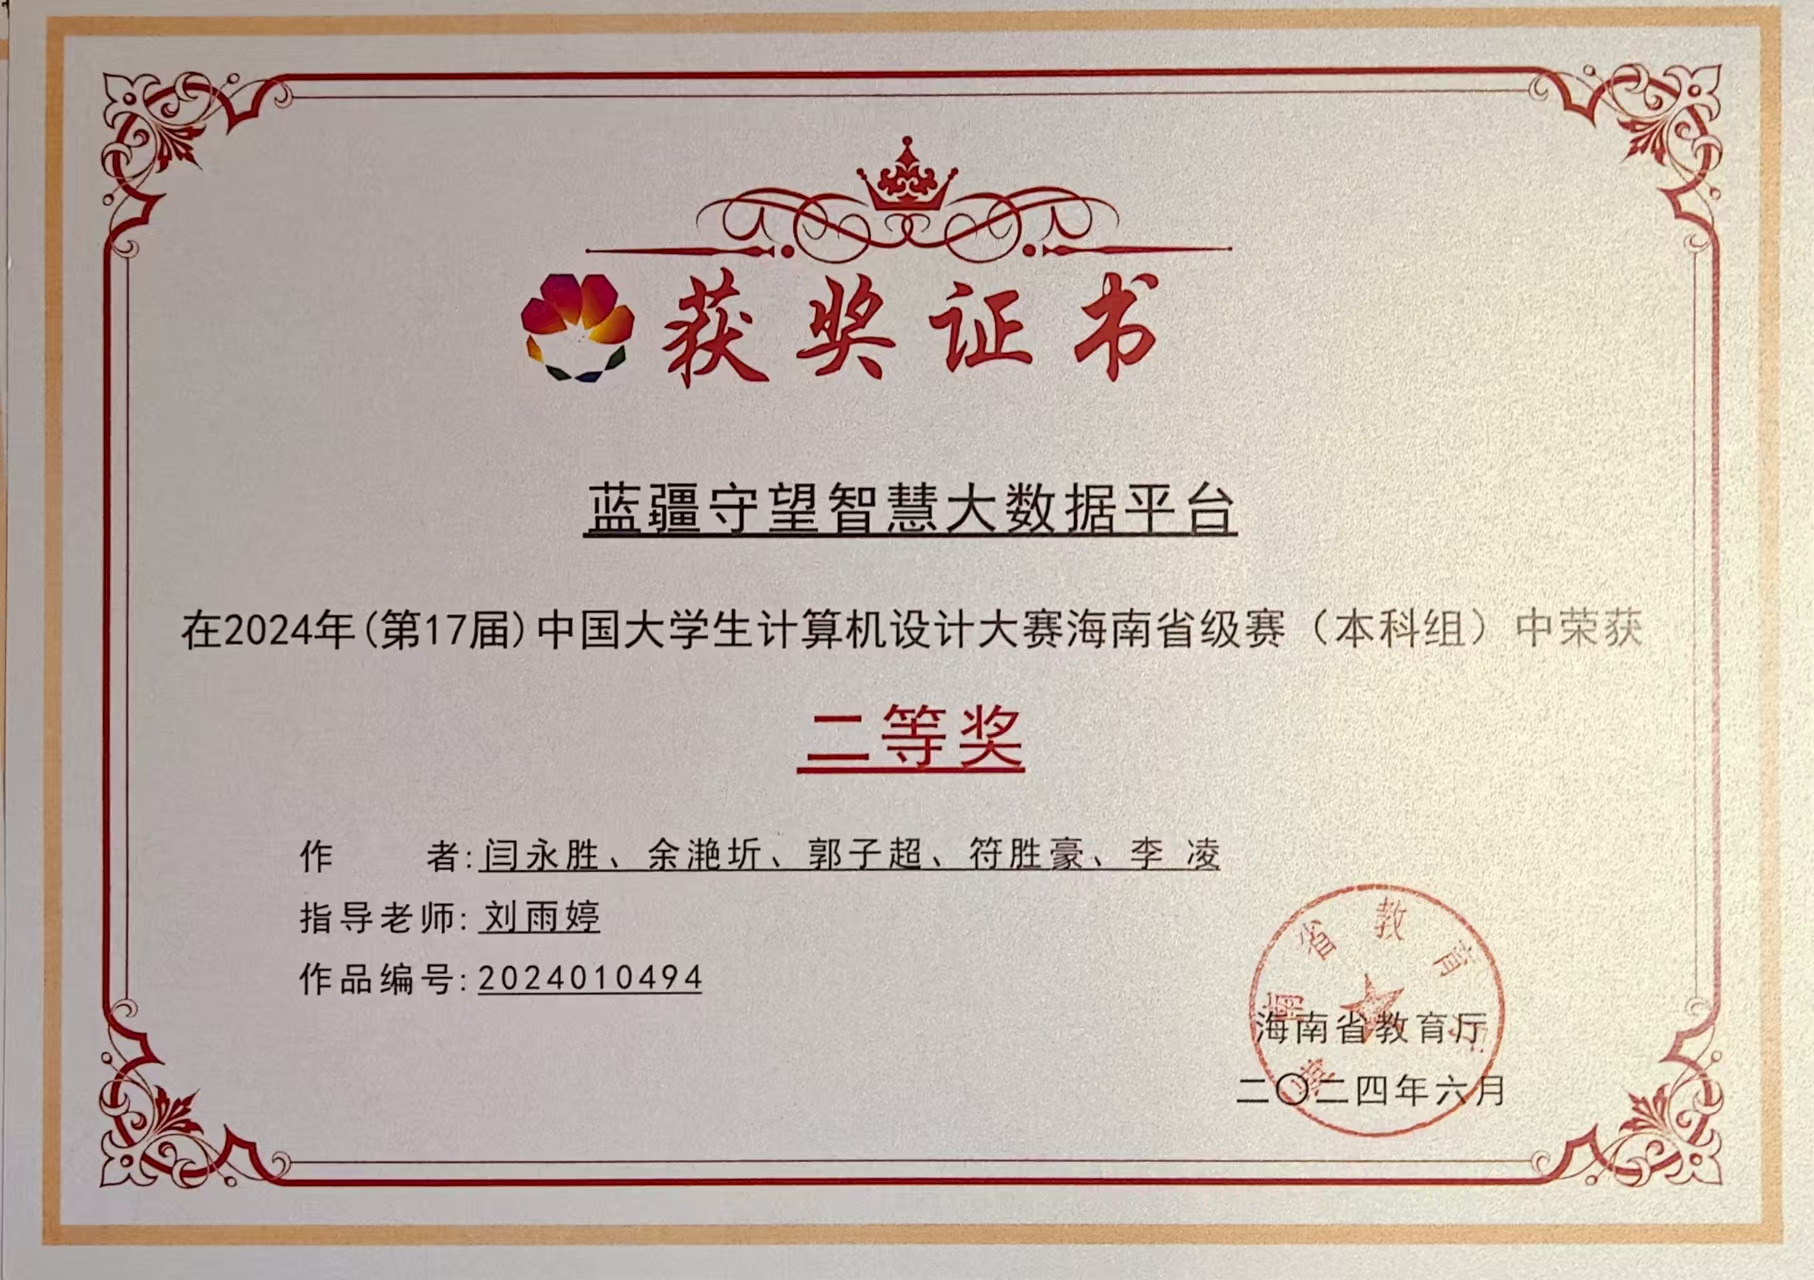 获奖证书
蓝疆守望智慧大数据平台
在2024年(第17届)中国大学生计算机设计大赛海南省级赛（本科组）中荣获
二等奖
作者:闫永胜、余滟圻、郭子超、符胜豪、李 凌
指导老师:刘雨婷
作品编号:2024010494
海南省教育厅
海南省教育厅
二〇二四年六月